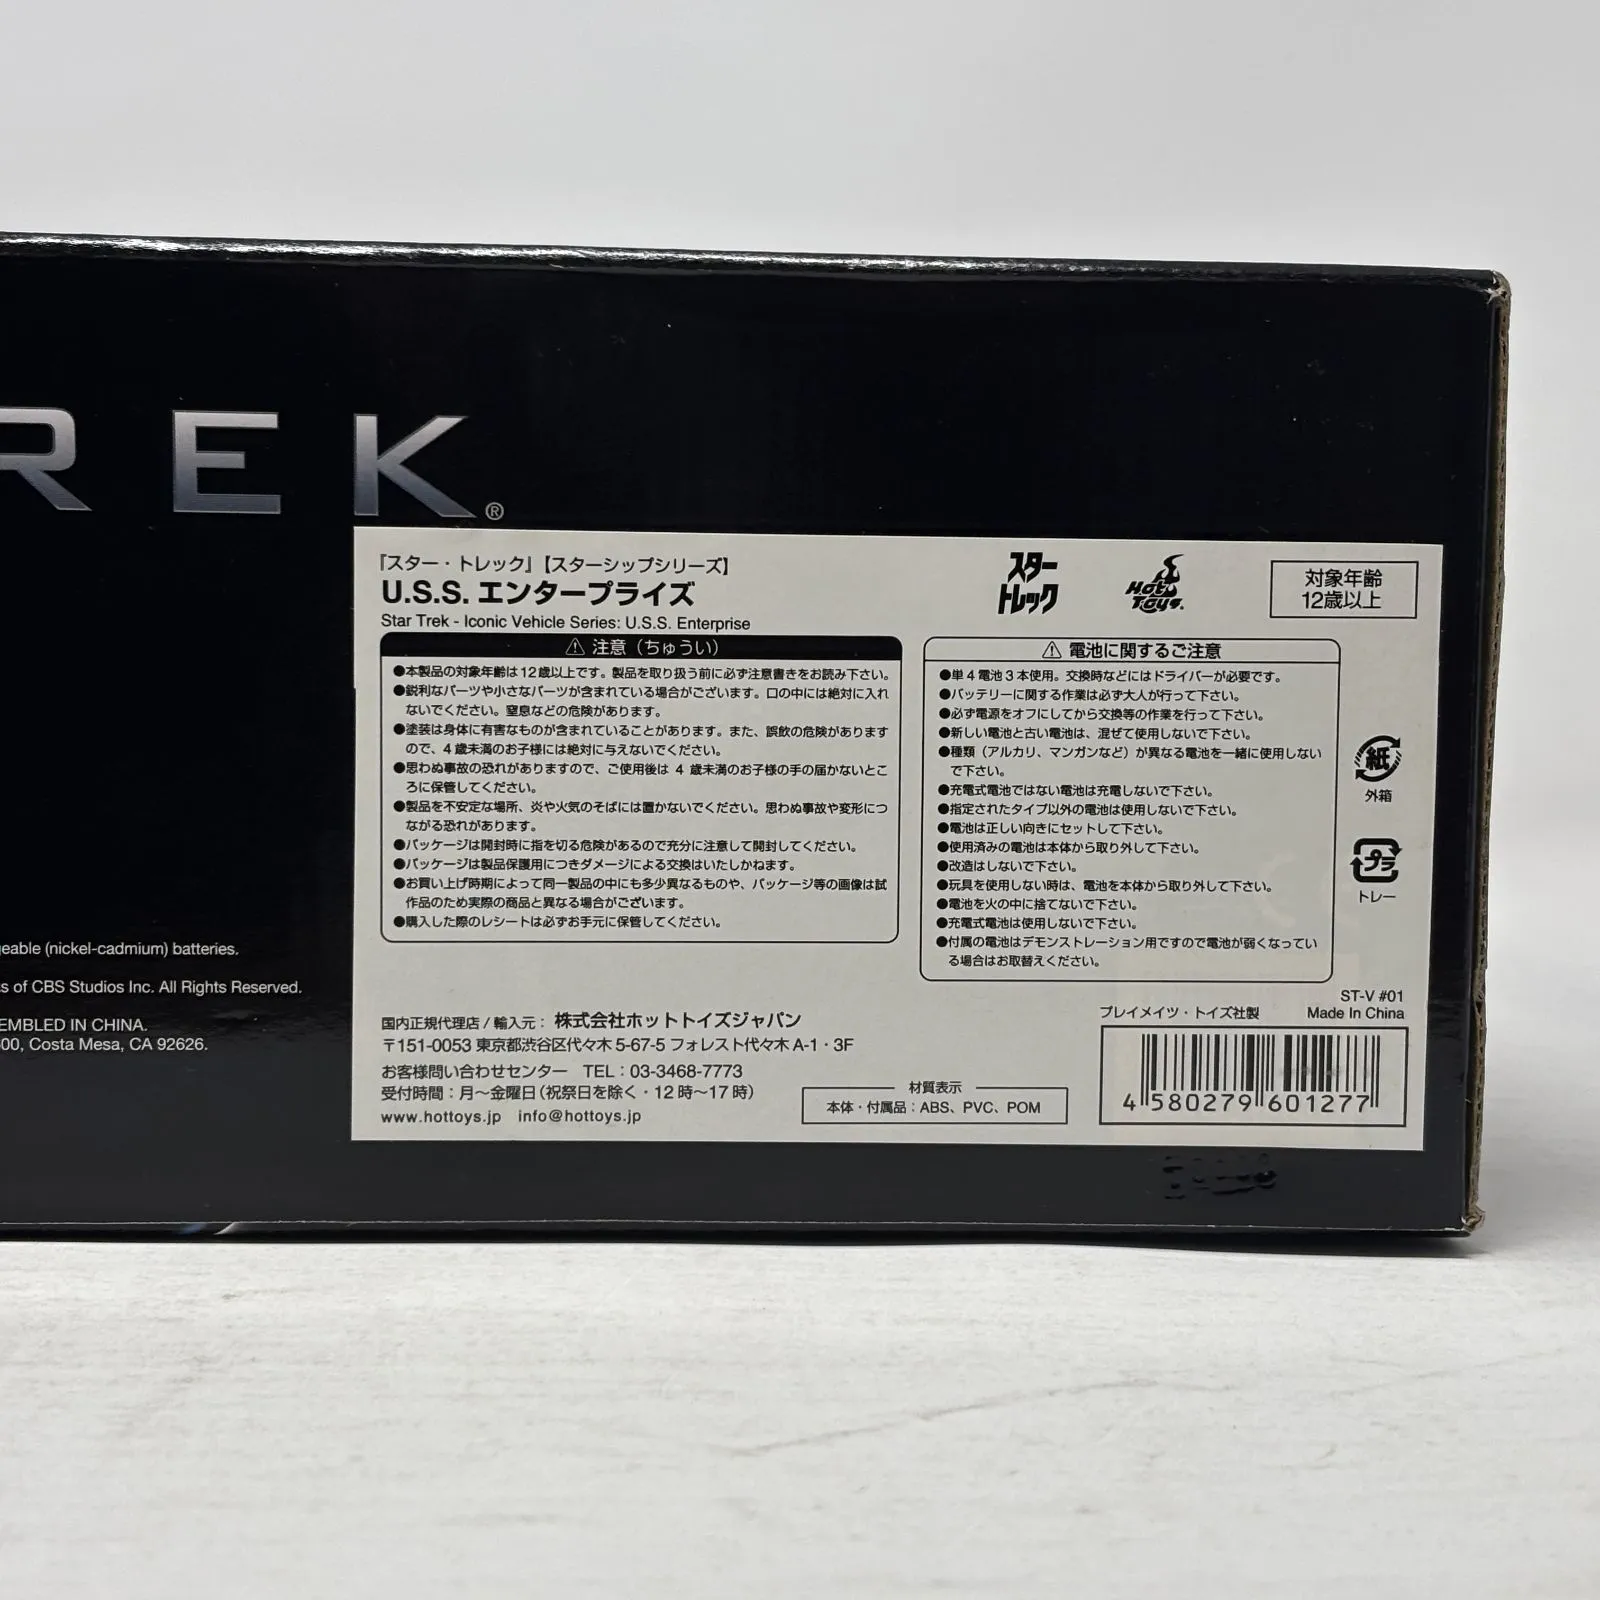 REK®
『スター・トレック』【スターシップシリーズ】
U.S.S. エンタープライズ
Star Trek - Iconic Vehicle Series: U.S.S. Enterprise
スター
トレック
Hot
Toys.
対象年齢
12歳以上
⚠ 注意（ちゅうい）
●本製品の対象年齢は12歳以上です。製品を取り扱う前に必ず注意書きをお読み下さい。
●鋭利なパーツや小さなパーツが含まれている場合がございます。口の中には絶対に入れ
ないでください。窒息などの危険があります。
●塗装は身体に有害なものが含まれていることがあります。また、誤飲の危険があります
ので、4歳未満のお子様には絶対に与えないでください。
●思わぬ事故の恐れがありますので、ご使用後は 4 歳未満のお子様の手の届かないとこ
ろに保管してください。
●製品を不安定な場所、炎や火気のそばには置かないでください。思わぬ事故や変形につ
ながる恐れがあります。
●パッケージは開封時に指を切る危険があるので充分に注意して開封してください。
●パッケージは製品保護用につきダメージによる交換はいたしかねます。
●お買い上げ時期によって同一製品の中にも多少異なるものや、パッケージ等の画像は試
作品のため実際の商品と異なる場合がございます。
●購入した際のレシートは必ずお手元に保管してください。
⚠ 電池に関するご注意
●単4電池3本使用。交換時などにはドライバーが必要です。
●バッテリーに関する作業は必ず大人が行って下さい。
●必ず電源をオフにしてから交換等の作業を行って下さい。
●新しい電池と古い電池は、混ぜて使用しないで下さい。
●種類（アルカリ、マンガンなど）が異なる電池を一緒に使用しない
で下さい。
●充電式電池ではない電池は充電しないで下さい。
●指定されたタイプ以外の電池は使用しないで下さい。
●電池は正しい向きにセットして下さい。
●使用済みの電池は本体から取り外して下さい。
●改造はしないで下さい。
●玩具を使用しない時は、電池を本体から取り外して下さい。
●電池を火の中に捨てないで下さい。
●充電式電池は使用しないで下さい。
●付属の電池はデモンストレーション用ですので電池が弱くなってい
る場合はお取替えください。
紙
外箱
プラ
トレー
geable (nickel-cadmium) batteries.
s of CBS Studios Inc. All Rights Reserved.
EMBLED IN CHINA.
00, Costa Mesa, CA 92626.
国内正規代理店 / 輸入元： 株式会社ホットトイズジャパン
〒151-0053 東京都渋谷区代々木 5-67-5 フォレスト代々木 A-1・3F
お客様問い合わせセンター TEL：03-3468-7773
受付時間：月～金曜日（祝祭日を除く・12時～17時）
www.hottoys.jp info@hottoys.jp
材質表示
本体・付属品：ABS、PVC、POM
ST-V #01
プレイメイツ・トイズ社製 Made In China
4 580279 601277